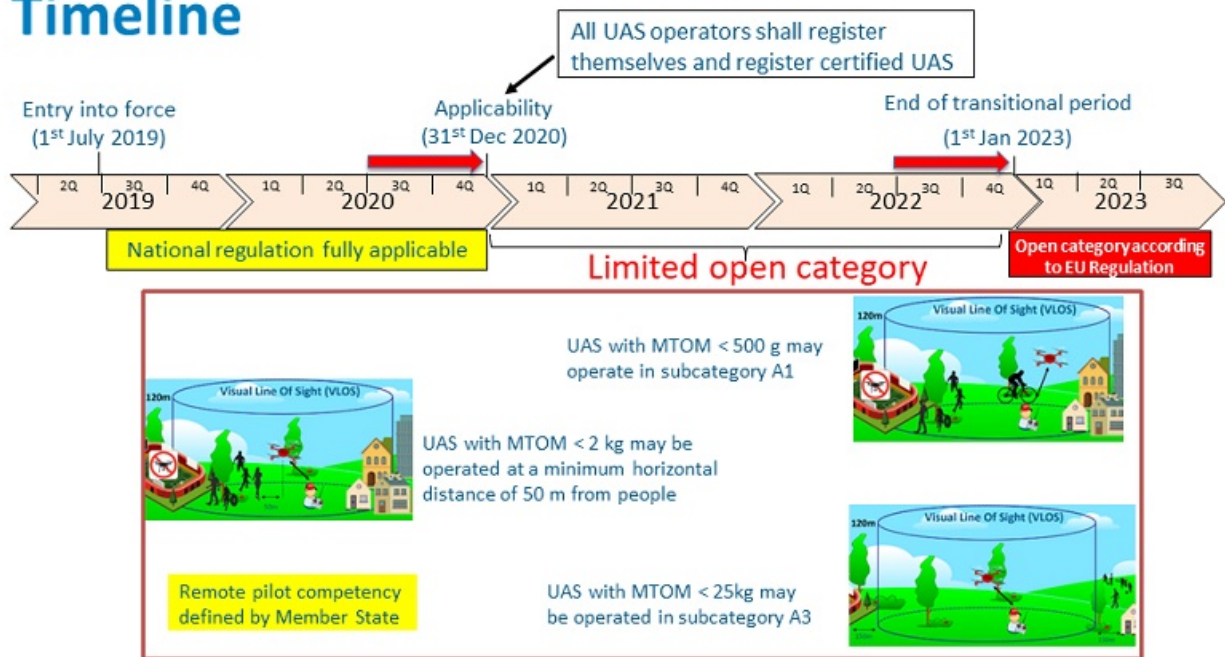 Timeline
All UAS operators shall register
themselves and register certified UAS
Entry into force
(1st July 2019)
Applicability
(31st Dec 2020)
End of transitional period
(1st Jan 2023)
2Q 3Q 4Q 1Q 2Q 3Q 4Q 1Q 2Q 3Q 4Q 1Q 2Q 3Q 4Q 1Q 2Q 3Q
2019 2020 2021 2022 2023
National regulation fully applicable
Limited open category
Open category according
to EU Regulation
120m
Visual Line Of Sight (VLOS)
UAS with MTOM < 500 g may
operate in subcategory A1
120m
Visual Line Of Sight (VLOS)
50m
UAS with MTOM < 2 kg may be
operated at a minimum horizontal
distance of 50 m from people
120m
Visual Line Of Sight (VLOS)
150m
150m
Remote pilot competency
defined by Member State
UAS with MTOM < 25kg may
be operated in subcategory A3